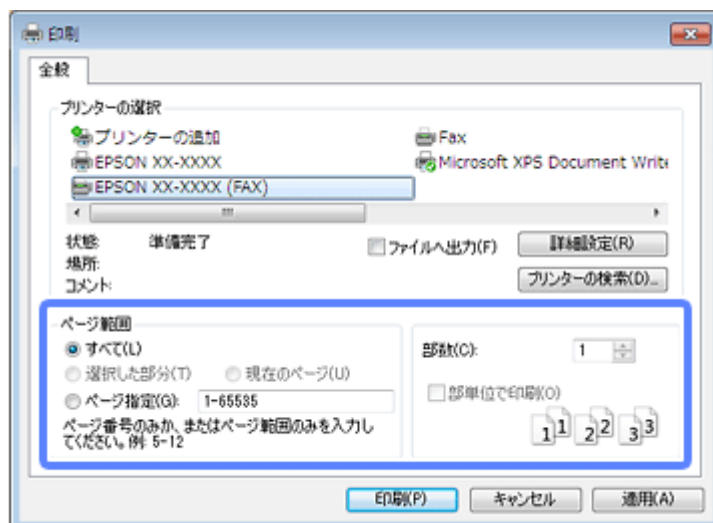 印刷
全般
プリンターの選択
プリンターの追加
Fax
EPSON XX-XXXX
Microsoft XPS Document Write
EPSON XX-XXXX (FAX)
状態: 準備完了
場所:
コメント:
ファイルへ出力(F)
詳細設定(R)
プリンターの検索(D)...
ページ範囲
すべて(L)
選択した部分(T) 現在のページ(U)
ページ指定(G): 1-65535
ページ番号のみか、またはページ範囲のみを入力し
てください。例: 5-12
部数(C): 1
部単位で印刷(O)
1 1 2 2 3 3
印刷(P) キャンセル 適用(A)